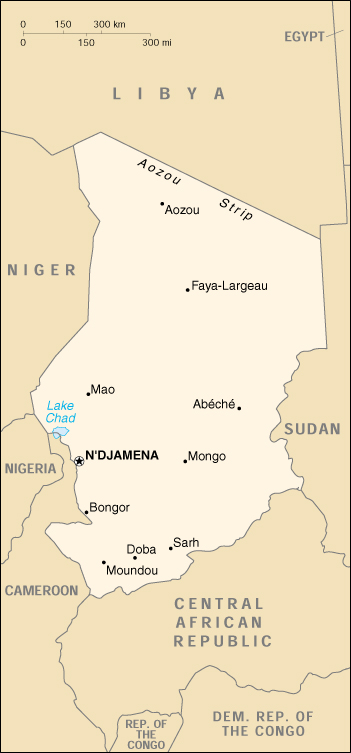 0 150 300 km
0 150 300 mi
EGYPT
LIBYA
Aozou Strip
Aozou
NIGER
Faya-Largeau
Mao
Abéché
Lake
Chad
SUDAN
N'DJAMENA
Mongo
NIGERIA
Bongor
Sarh
Doba
Moundou
CAMEROON
CENTRAL
AFRICAN
REPUBLIC
REP. OF
THE
CONGO
DEM. REP. OF
THE CONGO